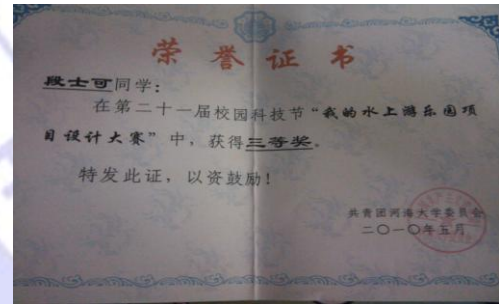 荣誉证书
段士可同学：
在第二十一届校园科技节“我的水上游乐园项
目设计大赛”中，获得三等奖。
特发此证，以资鼓励！
共青团河海大学委员会
二〇一〇年五月